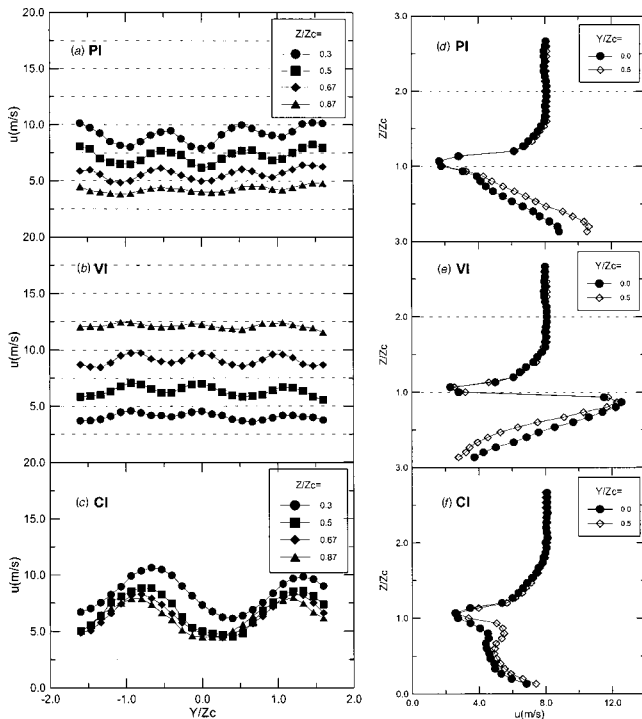 20.0
(a) PI
Z/Zc=
0.3
0.5
0.67
0.87
15.0
10.0
5.0
u(m/s)
20.0
(b) VI
15.0
10.0
5.0
u(m/s)
20.0
(c) CI
Z/Zc=
0.3
0.5
0.67
0.87
15.0
10.0
5.0
0.0
u(m/s)
-2.0
-1.0
0.0
1.0
2.0
Y/Zc
3.0
(d) PI
Y/Zc=
0.0
0.5
2.0
1.0
Z/Zc
3.0
(e) VI
Y/Zc=
0.0
0.5
2.0
1.0
Z/Zc
3.0
(f) CI
Y/Zc=
0.0
0.5
2.0
1.0
0.0
Z/Zc
0.0
4.0
8.0
12.0
u(m/s)